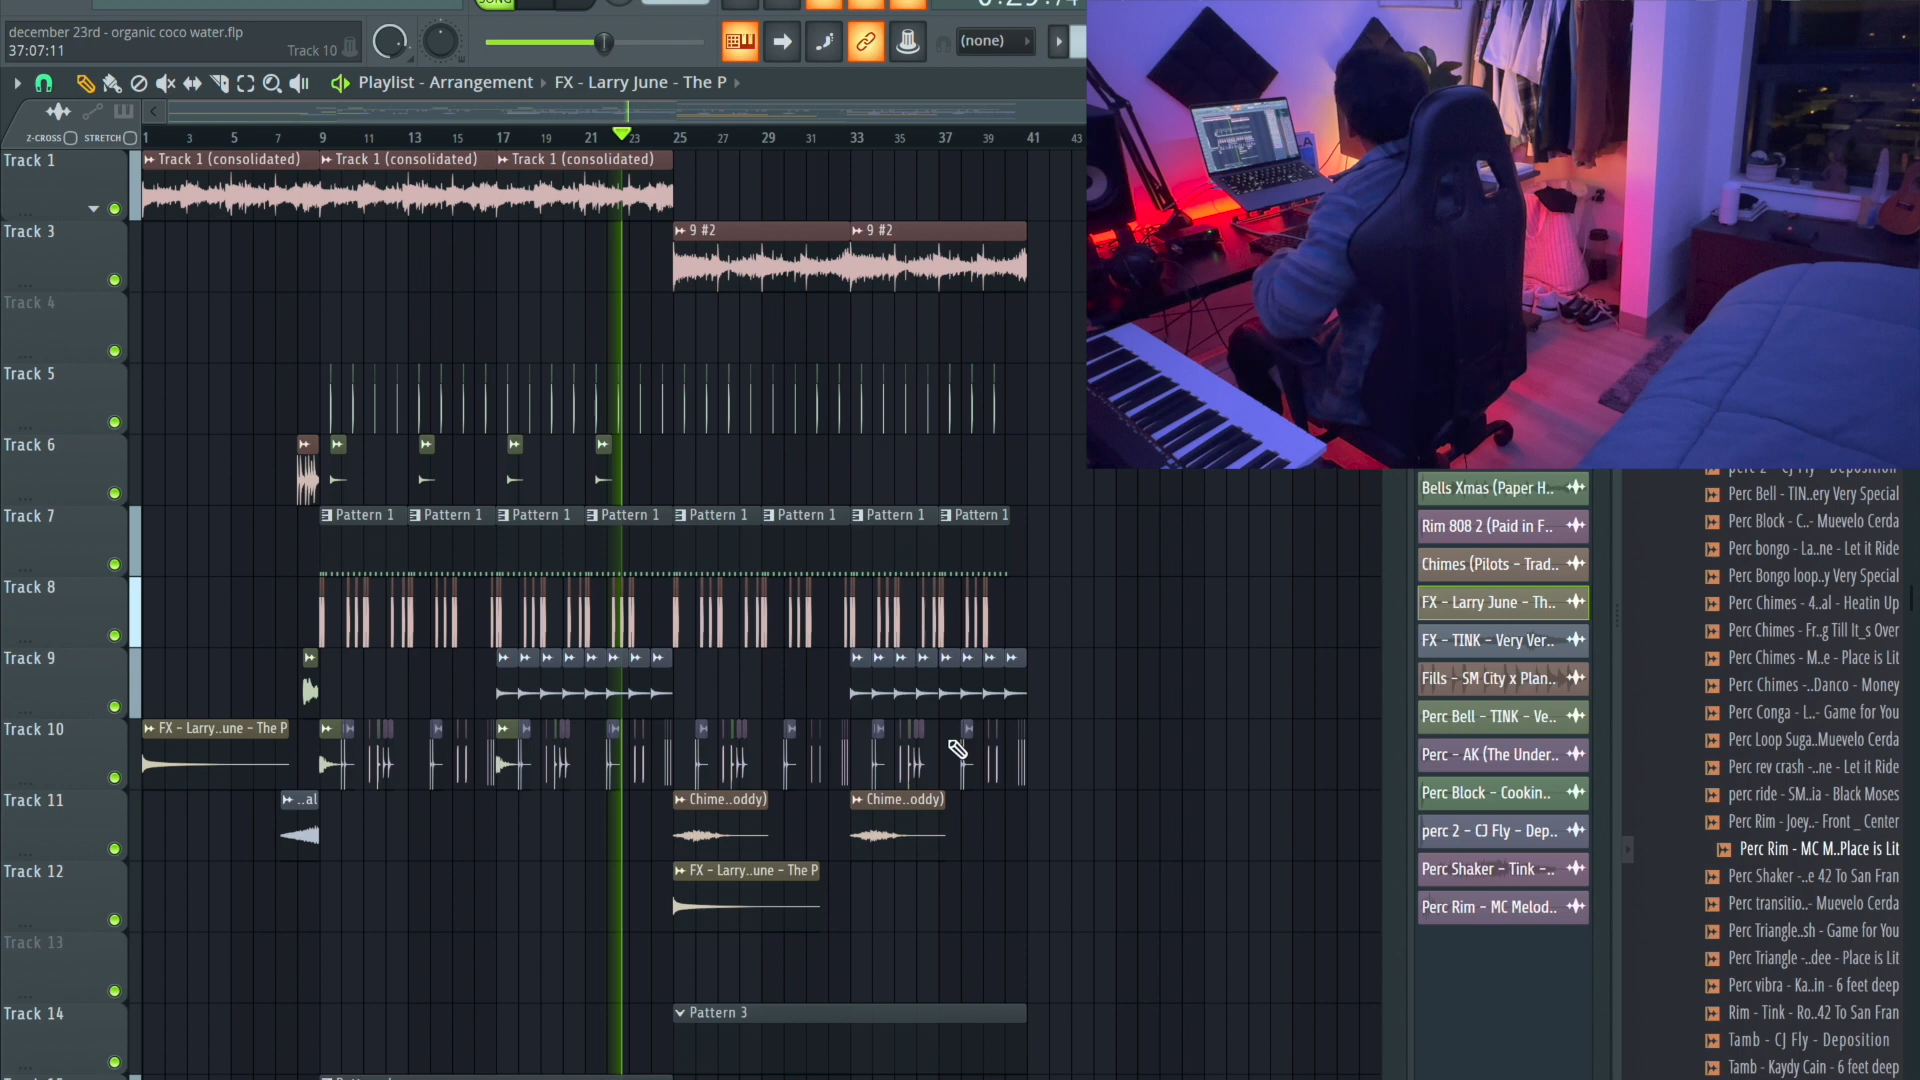 december 23rd - organic coco water.flp
37:07:11
Track 10
(none)
Playlist - Arrangement
FX - Larry June - The P
Z-CROSS
STRETCH
1 3 5 7 9 11 13 15 17 19 21 23 25 27 29 31 33 35 37 39 41 43
Track 1
Track 1 (consolidated)
Track 1 (consolidated)
Track 1 (consolidated)
Track 3
9 #2
9 #2
Track 4
Track 5
Track 6
Track 7
Pattern 1
Pattern 1
Pattern 1
Pattern 1
Pattern 1
Pattern 1
Pattern 1
Pattern 1
Track 8
Track 9
Track 10
FX - Larry..une - The P
Track 11
..al
Chime..oddy)
Chime..oddy)
Track 12
FX - Larry..une - The P
Track 13
Track 14
Pattern 3
Bells Xmas (Paper H..
Rim 808 2 (Paid in F..
Chimes (Pilots - Trad..
FX - Larry June - Th..
FX - TINK - Very Ver..
Fills - SM City x Plan..
Perc Bell - TINK - Ve..
Perc - AK (The Under..
Perc Block - Cookin..
perc 2 - CJ Fly - Dep..
Perc Shaker - Tink -..
Perc Rim - MC Melod..
perc 2 - CJ Fly - Deposition
Perc Bell - TIN..ery Very Special
Perc Block - C..- Muevelo Cerda
Perc bongo - La..ne - Let it Ride
Perc Bongo loop..y Very Special
Perc Chimes - 4..al - Heatin Up
Perc Chimes - Fr..g Till It_s Over
Perc Chimes - M..e - Place is Lit
Perc Chimes -..Danco - Money
Perc Conga - L..- Game for You
Perc Loop Suga..Muevelo Cerda
Perc rev crash -..ne - Let it Ride
perc ride - SM..ia - Black Moses
Perc Rim - Joey..- Front _ Center
Perc Rim - MC M..Place is Lit
Perc Shaker -..e 42 To San Fran
Perc transitio..- Muevelo Cerda
Perc Triangle..sh - Game for You
Perc Triangle -..dee - Place is Lit
Perc vibra - Ka..in - 6 feet deep
Rim - Tink - Ro..42 To San Fran
Tamb - CJ Fly - Deposition
Tamb - Kaydy Cain - 6 feet deep